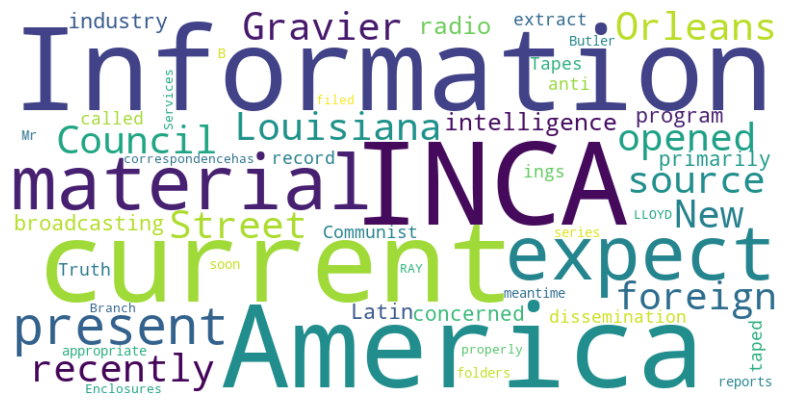 industry Gravier radio extract Orleans
Information
B Butler
Tapes
Services anti
filed
called Louisiana intelligence program
Mr Council opened
correspondencehas record primarily
material INCA ings source
broadcasting Street LLOYD New
Communist series
current expect
Truth soon RAY
meantime foreign
present Branch Latin concerned dissemination
America taped
appropriate properly
recently folders reports
Enclosures